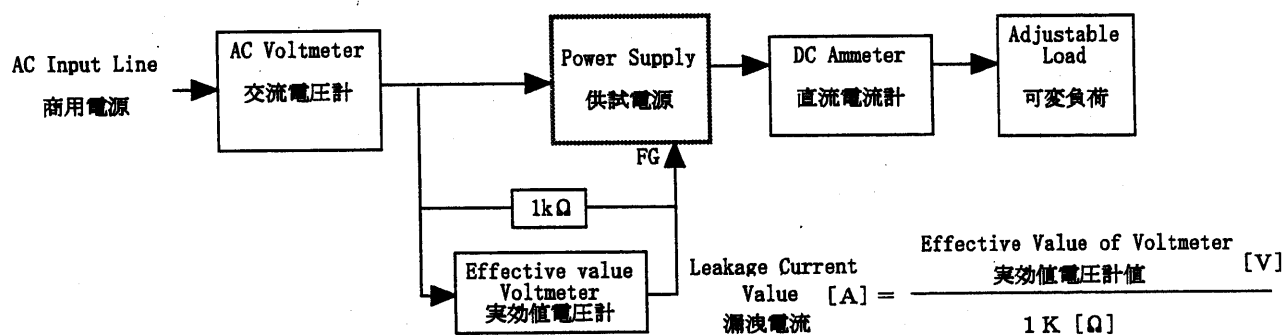 AC Input Line
商用電源
AC Voltmeter
交流電圧計
Power Supply
供試電源
DC Ammeter
直流電流計
Adjustable
Load
可変負荷
FG
1kΩ
Effective value
Voltmeter
実効値電圧計
Leakage Current
Value [A] =
漏洩電流
Effective Value of Voltmeter
実効値電圧計値 [V]
1K [Ω]